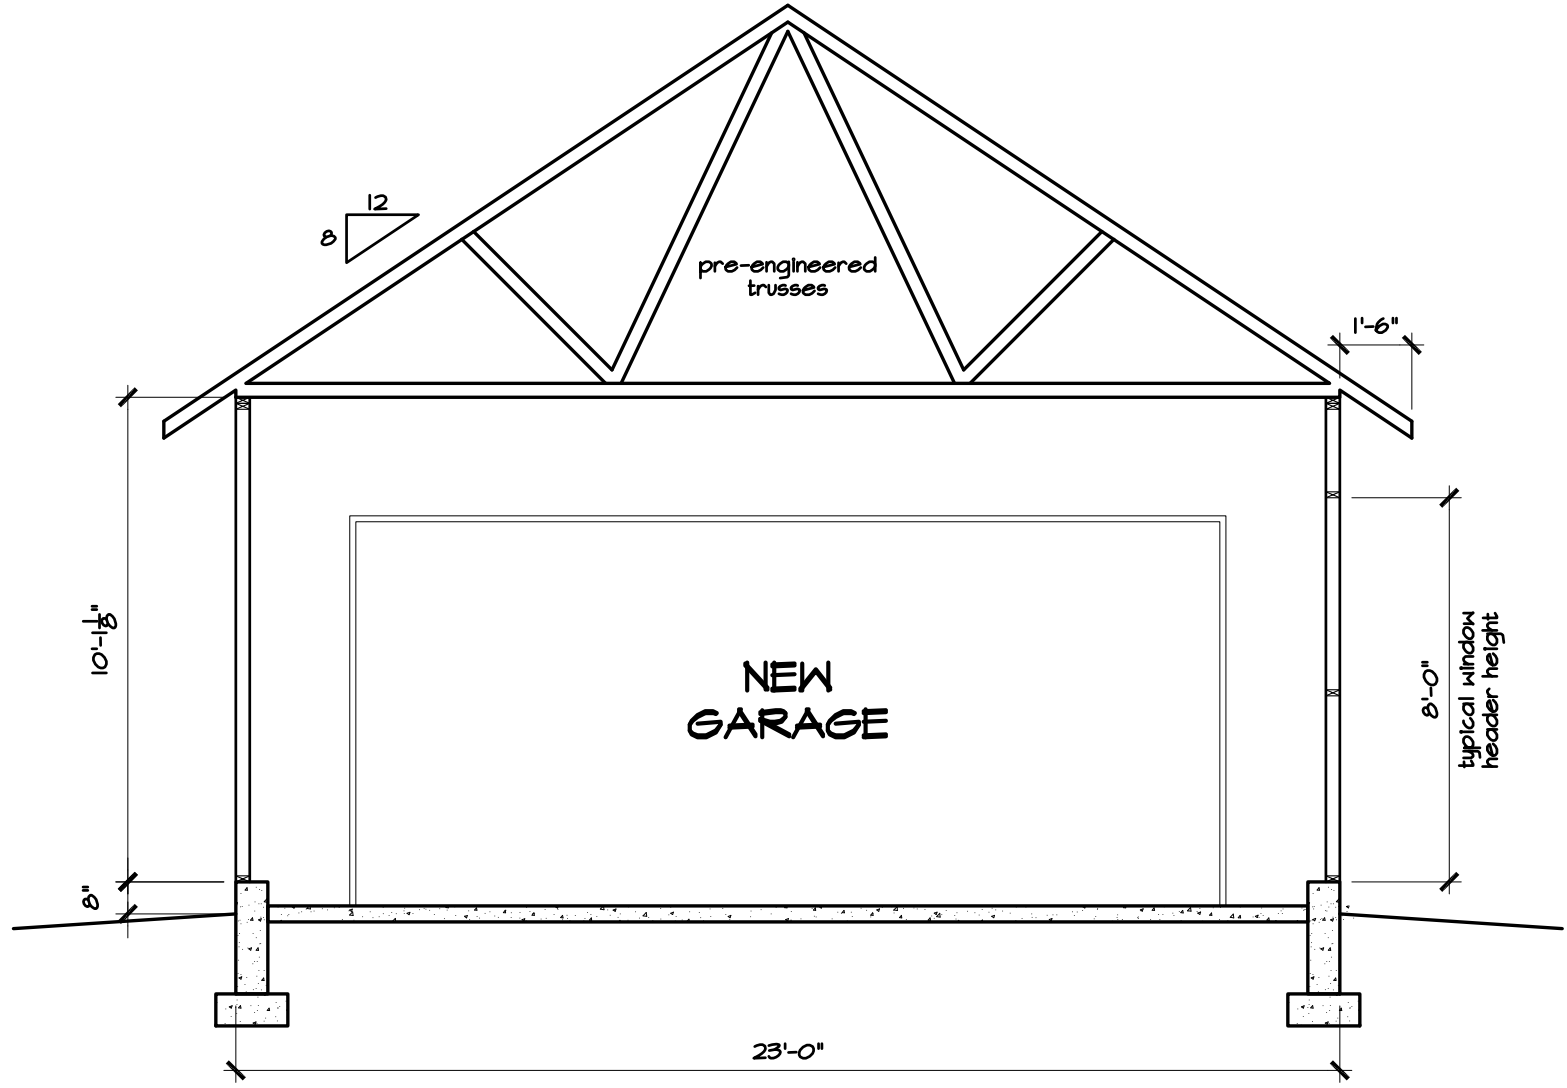 12
8
pre-engineered
trusses
1'-6"
10'-1 1/8"
8'-0"
typical window
header height
NEW
GARAGE
8"
23'-0"